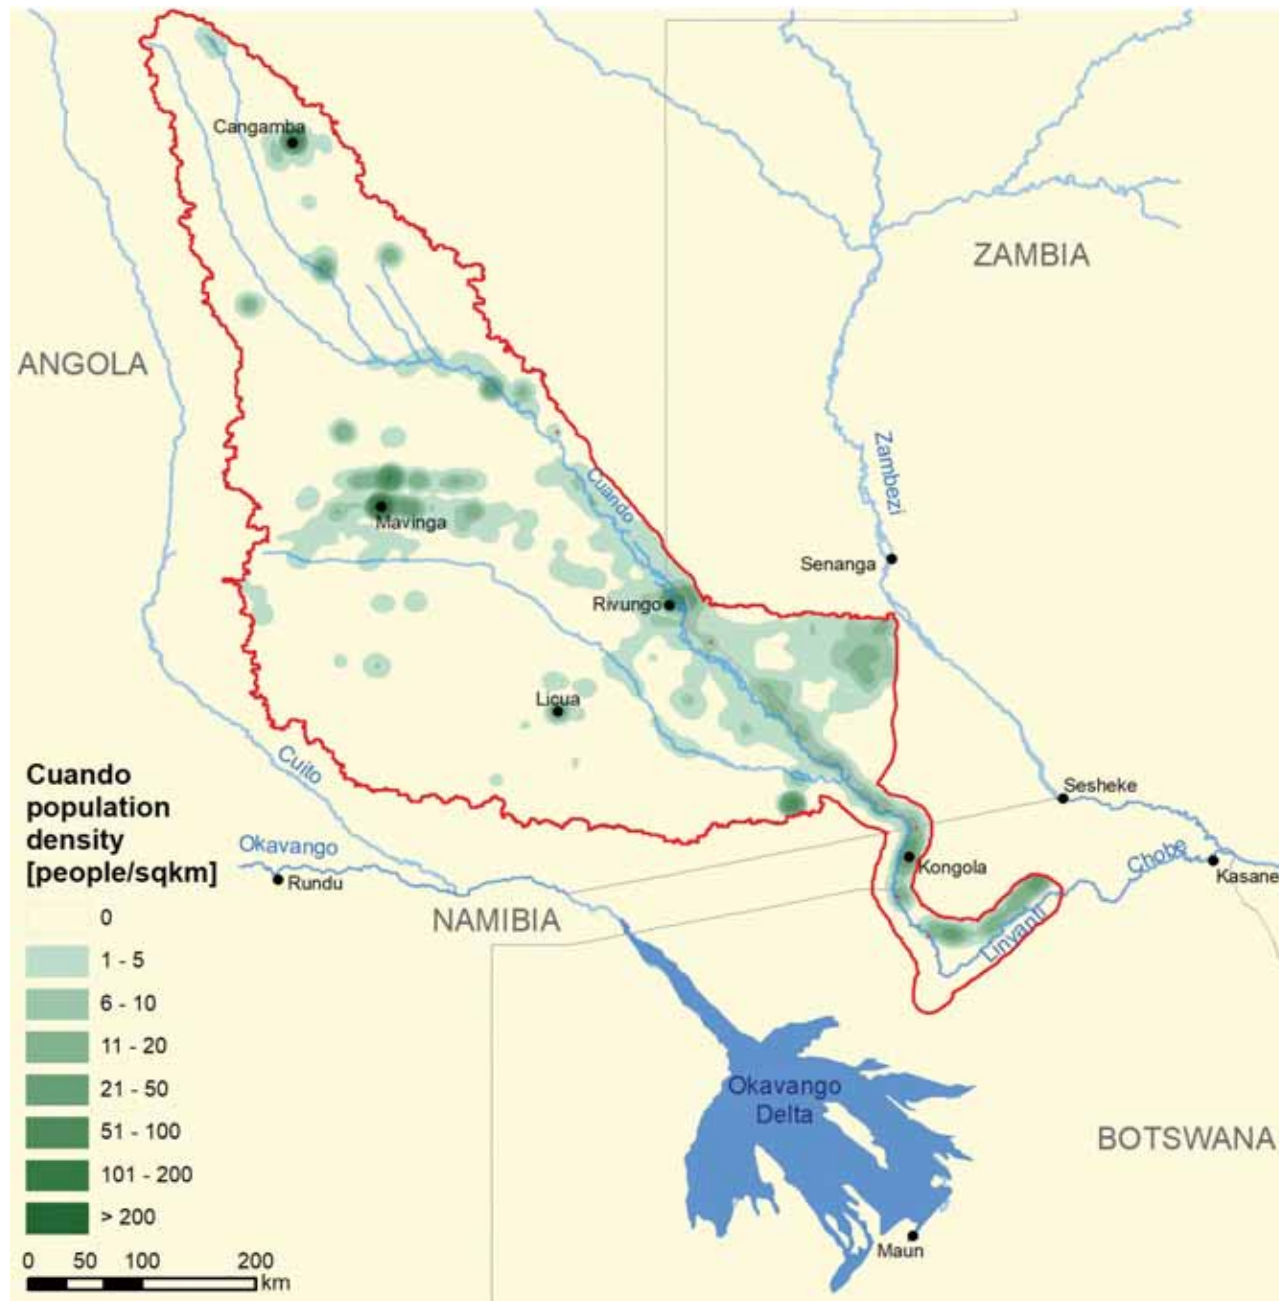 Cangamba
ZAMBIA
ANGOLA
Zambezi
Cuando
Mavinga
Senanga
Rivungo
Licua
Cuito
Cuando
population
density
[people/sqkm]
0
1 - 5
6 - 10
11 - 20
21 - 50
51 - 100
101 - 200
> 200
0 50 100 200
km
Sesheke
Okavango
Rundu
Kongola
Chobe
Kasane
NAMIBIA
Linyanti
Okavango
Delta
BOTSWANA
Maun